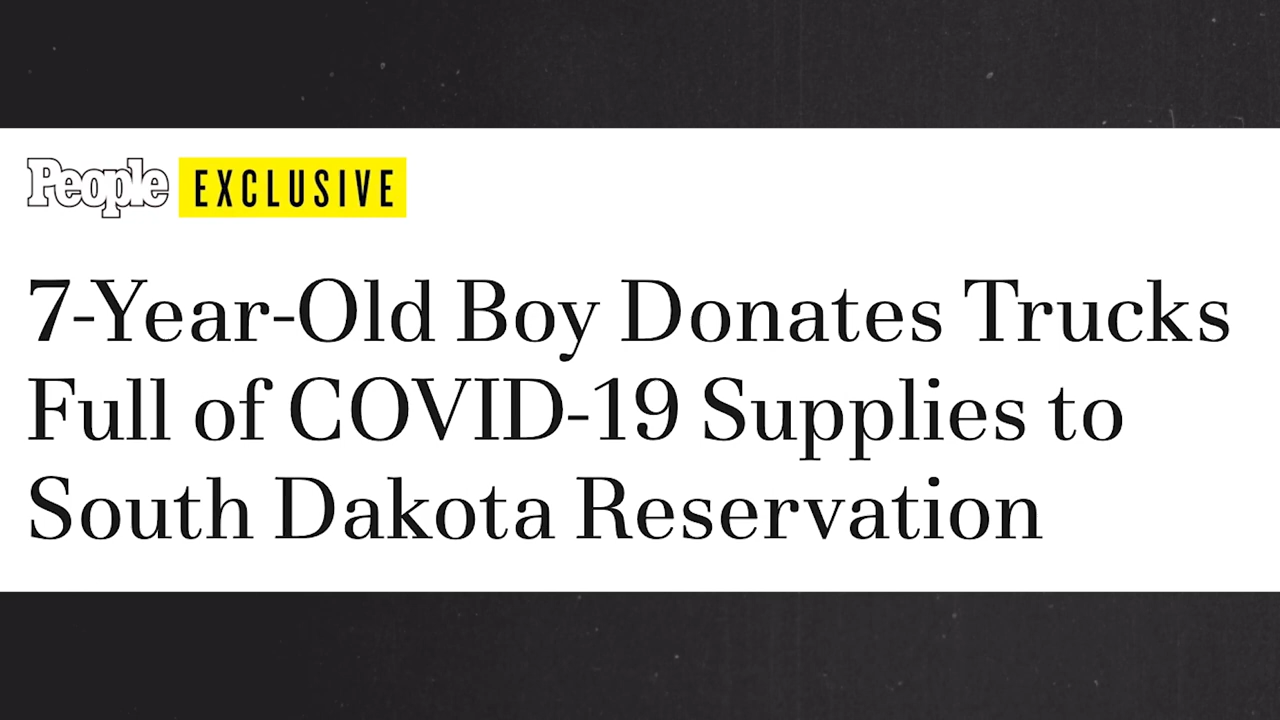 People EXCLUSIVE
7-Year-Old Boy Donates Trucks
Full of COVID-19 Supplies to
South Dakota Reservation